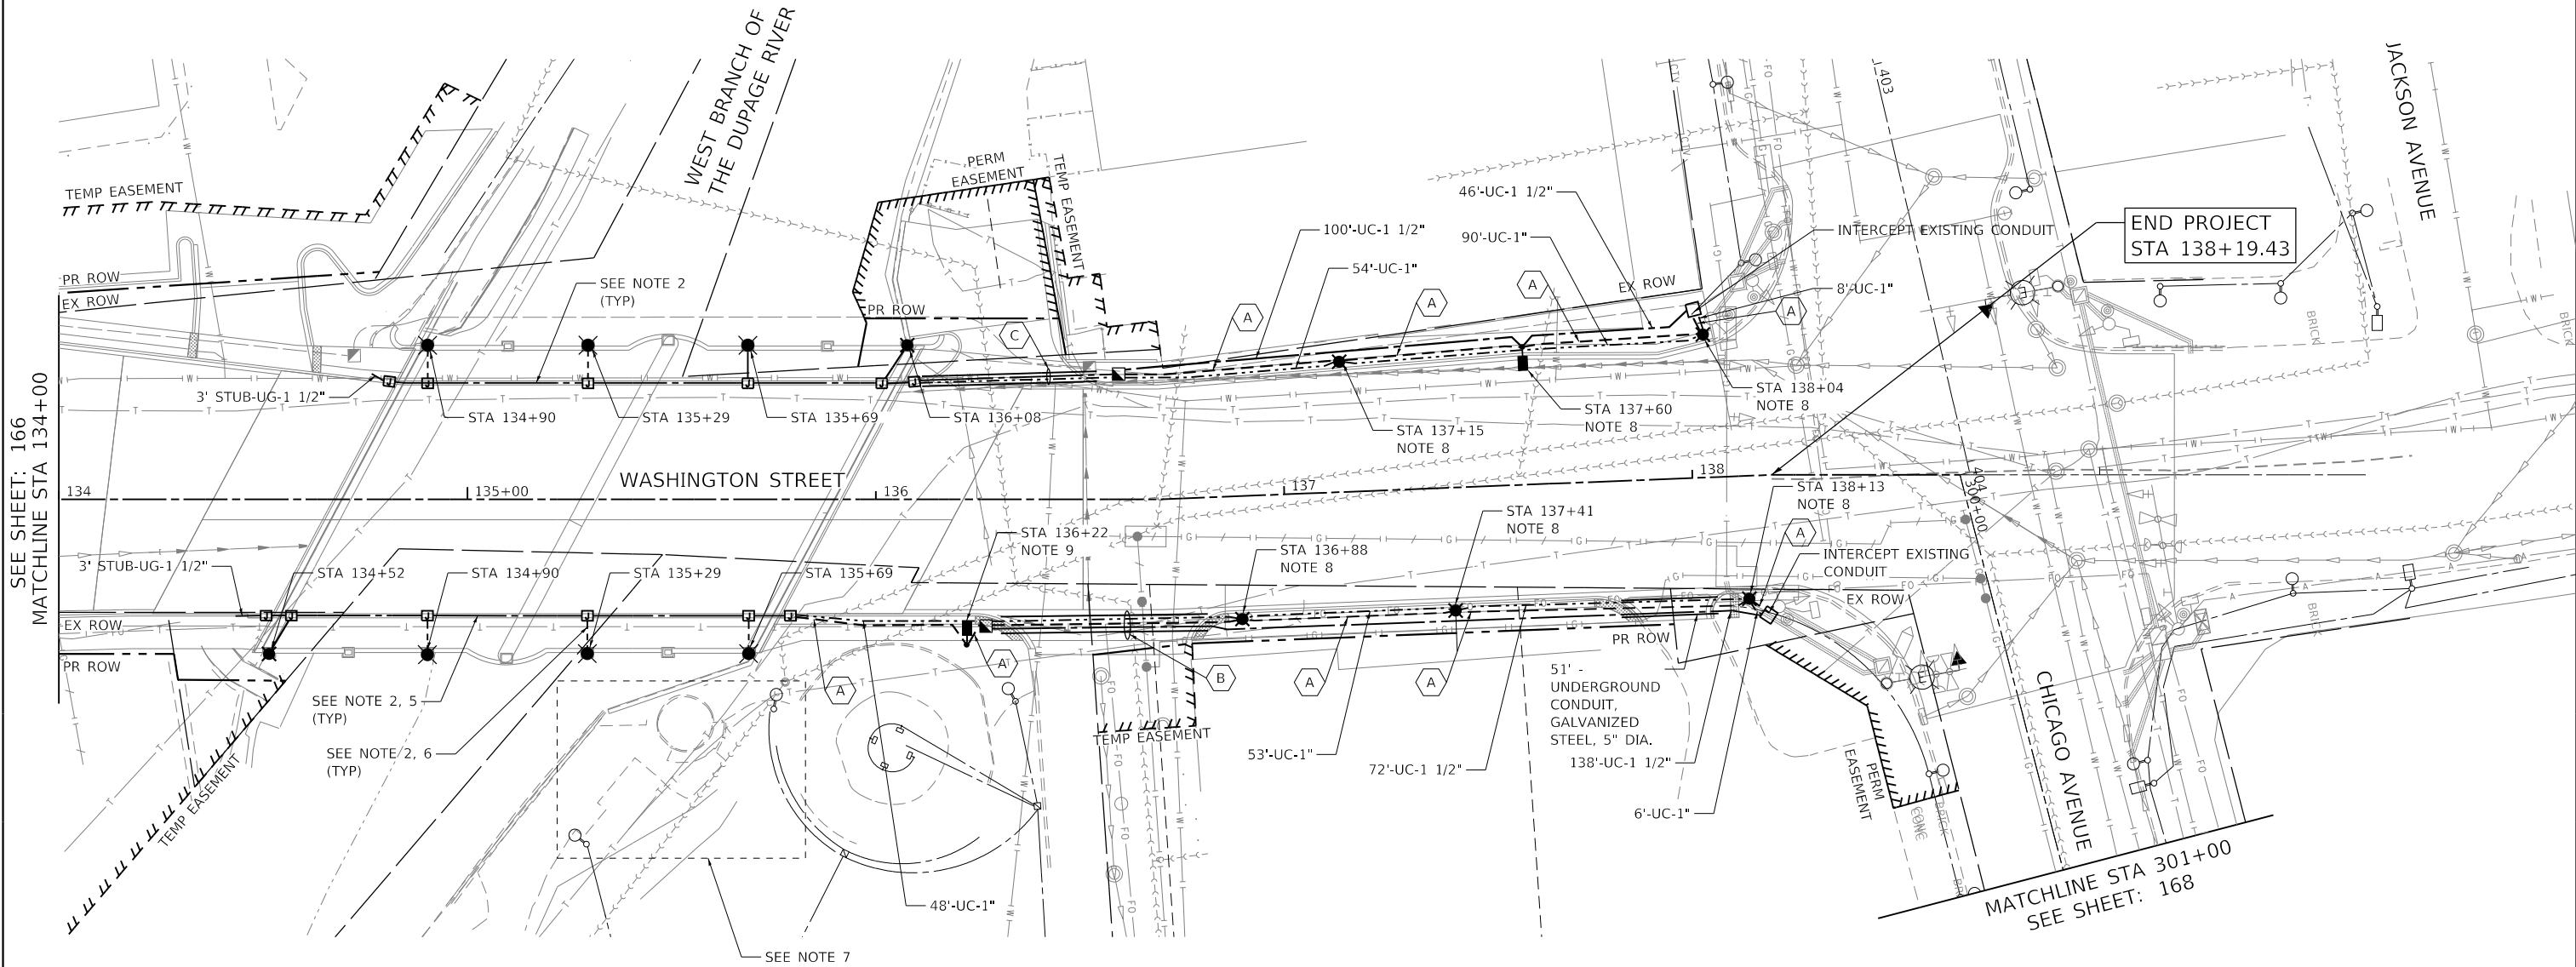 WEST BRANCH OF
THE DUPAGE RIVER
403
JACKSON AVENUE
TEMP EASEMENT
PERM
EASEMENT
TEMP EASEMENT
46'-UC-1 1/2"
100'-UC-1 1/2"
90'-UC-1"
54'-UC-1"
INTERCEPT EXISTING CONDUIT
END PROJECT
STA 138+19.43
PR ROW
EX ROW
SEE NOTE 2
(TYP)
PR ROW
EX ROW
8'-UC-1"
A
A
A
A
C
BRICK
BRICK
BRICK
3' STUB-UG-1 1/2"
STA 134+90
STA 135+29
STA 135+69
STA 136+08
STA 137+15
NOTE 8
STA 137+60
NOTE 8
STA 138+04
NOTE 8
SEE SHEET: 166
MATCHLINE STA 134+00
WASHINGTON STREET
134
135+00
136
137
138
404
300+00
STA 138+13
NOTE 8
STA 137+41
NOTE 8
STA 136+22
NOTE 9
STA 136+88
NOTE 8
A
INTERCEPT EXISTING
CONDUIT
3' STUB-UG-1 1/2"
STA 134+52
STA 134+90
STA 135+29
STA 135+69
EX ROW
EX ROW
PR ROW
PR ROW
A
A
B
A
A
SEE NOTE 2, 5
(TYP)
SEE NOTE 2, 6
(TYP)
TEMP EASEMENT
TEMP EASEMENT
51' -
UNDERGROUND
CONDUIT,
GALVANIZED
STEEL, 5" DIA.
53'-UC-1"
72'-UC-1 1/2"
138'-UC-1 1/2"
6'-UC-1"
PERM
EASEMENT
CONC
BRICK
BRICK
E
E
CHICAGO AVENUE
48'-UC-1"
SEE NOTE 7
MATCHLINE STA 301+00
SEE SHEET: 168